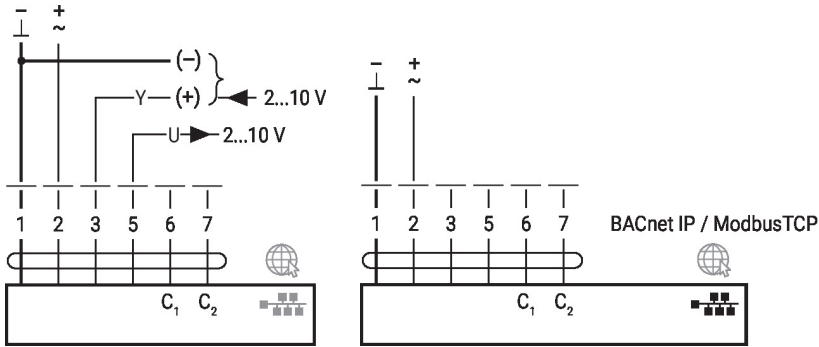 – +
⊥ ~
(–)
Y (+) 2...10 V
U 2...10 V
1 2 3 5 6 7
C₁ C₂
– +
⊥ ~
1 2 3 5 6 7 BACnet IP / ModbusTCP
C₁ C₂